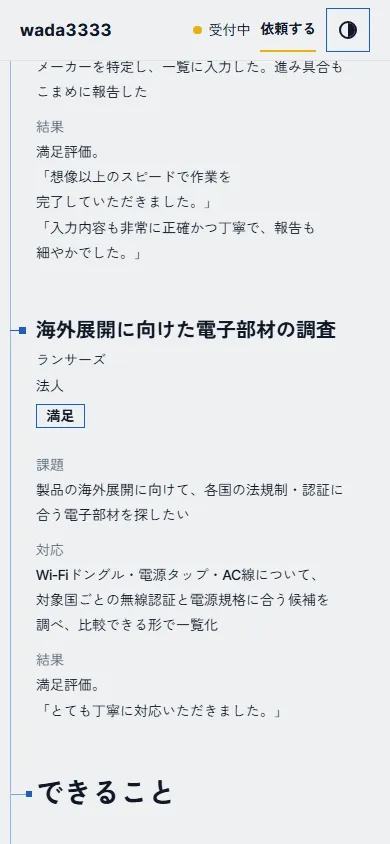 wada3333
受付中
依頼する
メーカーを特定し、一覧に入力した。進み具合も
こまめに報告した
結果
満足評価。
「想像以上のスピードで作業を
完了していただきました。」
「入力内容も非常に正確かつ丁寧で、報告も
細やかでした。」
海外展開に向けた電子部材の調査
ランサーズ
法人
満足
課題
製品の海外展開に向けて、各国の法規制・認証に
合う電子部材を探したい
対応
Wi-Fiドングル・電源タップ・AC線について、
対象国ごとの無線認証と電源規格に合う候補を
調べ、比較できる形で一覧化
結果
満足評価。
「とても丁寧に対応いただきました。」
できること